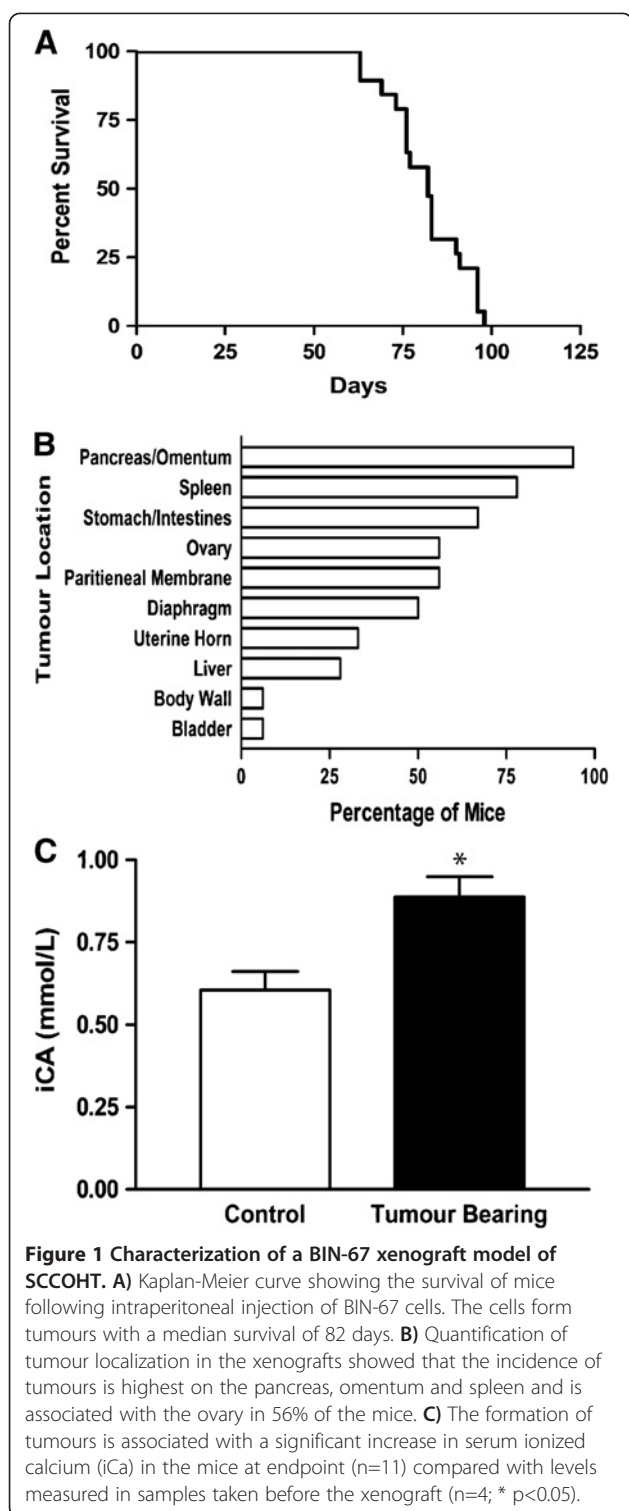 A
100
75
50
25
0
Percent Survival
0 25 50 75 100 125
Days
B
Tumour Location
Pancreas/Omentum
Spleen
Stomach/Intestines
Ovary
Paritieneal Membrane
Diaphragm
Uterine Horn
Liver
Body Wall
Bladder
0 25 50 75 100
Percentage of Mice
C
1.00
0.75
0.50
0.25
0.00
iCA (mmol/L)
*
Control Tumour Bearing
Figure 1 Characterization of a BIN-67 xenograft model of
SCCOHT. A) Kaplan-Meier curve showing the survival of mice
following intraperitoneal injection of BIN-67 cells. The cells form
tumours with a median survival of 82 days. B) Quantification of
tumour localization in the xenografts showed that the incidence of
tumours is highest on the pancreas, omentum and spleen and is
associated with the ovary in 56% of the mice. C) The formation of
tumours is associated with a significant increase in serum ionized
calcium (iCa) in the mice at endpoint (n=11) compared with levels
measured in samples taken before the xenograft (n=4; * p<0.05).